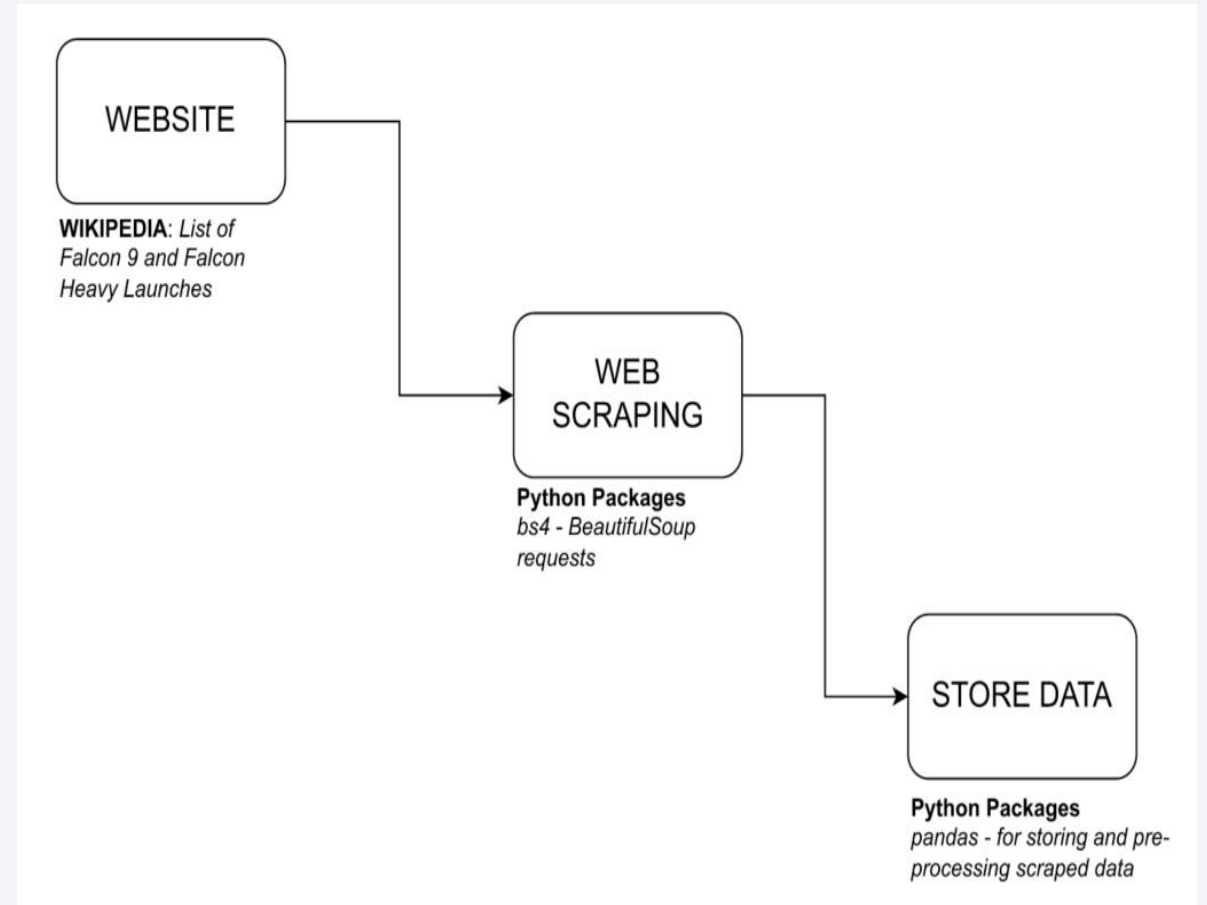 WEBSITE
WIKIPEDIA: List of
Falcon 9 and Falcon
Heavy Launches
WEB
SCRAPING
Python Packages
bs4 - BeautifulSoup
requests
STORE DATA
Python Packages
pandas - for storing and pre-
processing scraped data